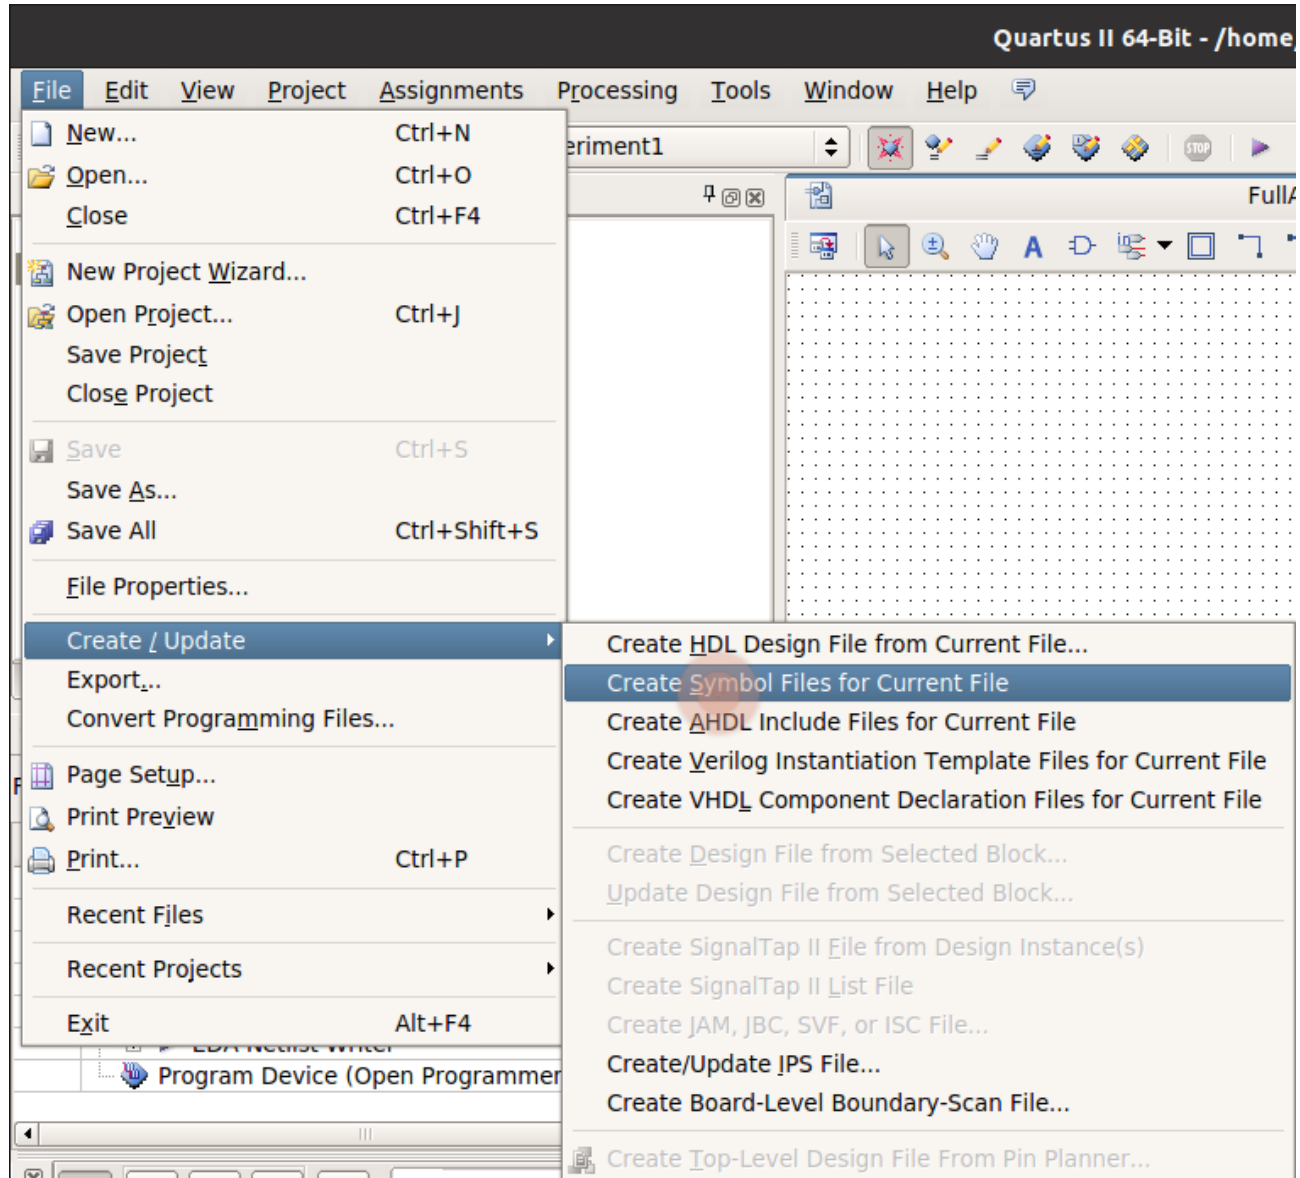 Quartus II 64-Bit - /home/
File Edit View Project Assignments Processing Tools Window Help
New... Ctrl+N
eriment1
STOP
Open... Ctrl+O
Close Ctrl+F4
FullA
A
New Project Wizard...
Open Project... Ctrl+J
Save Project
Close Project
Save Ctrl+S
Save As...
Save All Ctrl+Shift+S
File Properties...
Create / Update
Export...
Convert Programming Files...
Page Setup...
Print Preview
Print... Ctrl+P
Recent Files
Recent Projects
Exit Alt+F4
EDA Netlist Writer
Program Device (Open Programmer
Create HDL Design File from Current File...
Create Symbol Files for Current File
Create AHDL Include Files for Current File
Create Verilog Instantiation Template Files for Current File
Create VHDL Component Declaration Files for Current File
Create Design File from Selected Block...
Update Design File from Selected Block...
Create SignalTap II File from Design Instance(s)
Create SignalTap II List File
Create JAM, JBC, SVF, or ISC File...
Create/Update IPS File...
Create Board-Level Boundary-Scan File...
Create Top-Level Design File From Pin Planner...